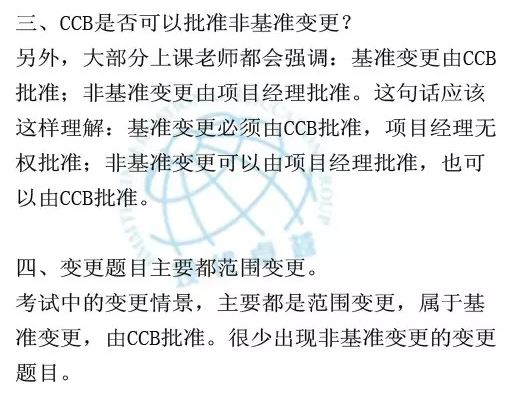 三、CCB是否可以批准非基准变更？
另外，大部分上课老师都会强调：基准变更由CCB
批准；非基准变更由项目经理批准。这句话应该
这样理解：基准变更必须由CCB批准，项目经理无
权批准；非基准变更可以由项目经理批准，也可
以由CCB批准。
四、变更题目主要都范围变更。
考试中的变更情景，主要都是范围变更，属于基
准变更，由CCB批准。很少出现非基准变更的变更
题目。